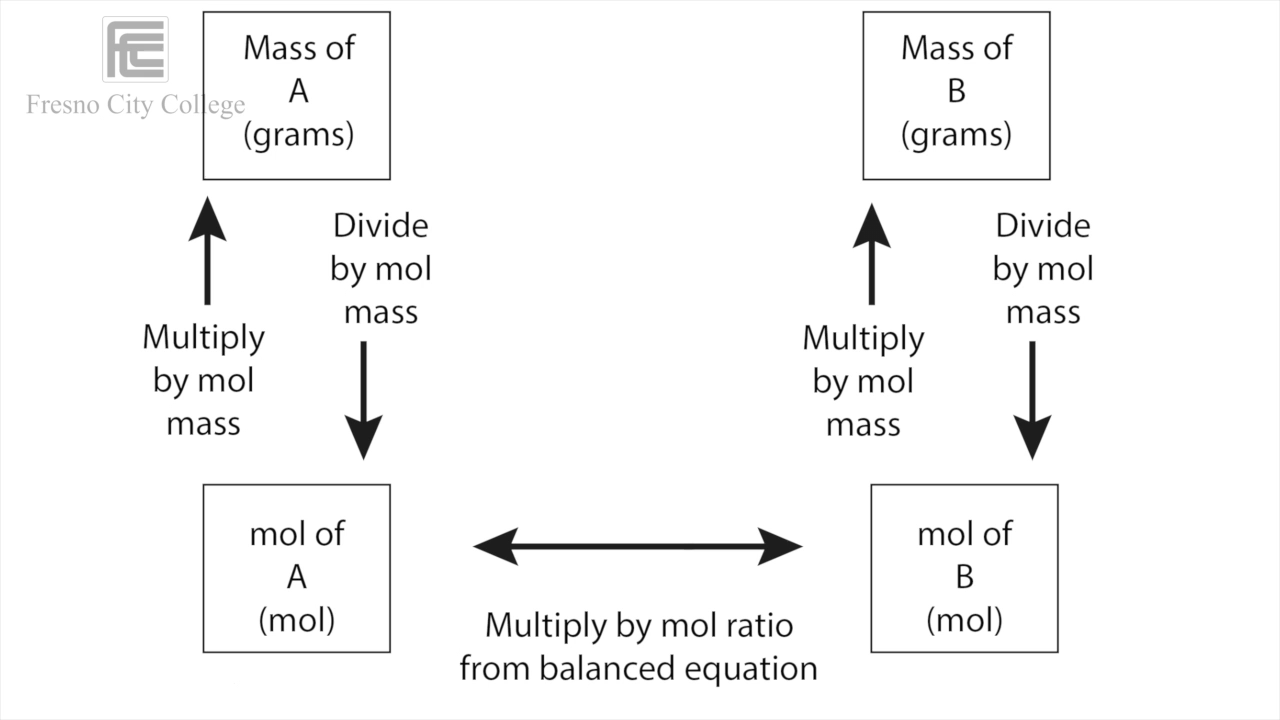 FCC
Fresno City College
Mass of
A
(grams)
Mass of
B
(grams)
Divide
by mol
mass
Multiply
by mol
mass
Divide
by mol
mass
Multiply
by mol
mass
mol of
A
(mol)
mol of
B
(mol)
Multiply by mol ratio
from balanced equation